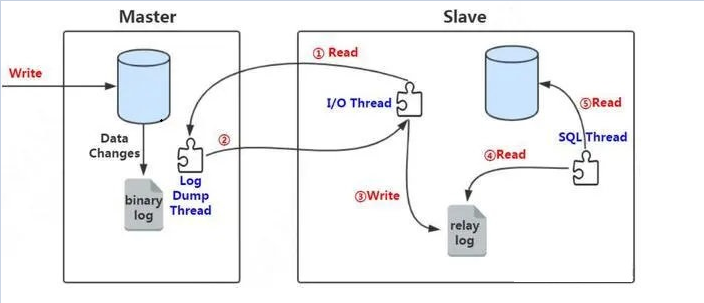 Master
Slave
Write
① Read
I/O Thread
⑤Read
SQL Thread
Data
Changes
②
④Read
Log
Dump
Thread
③Write
binary
log
relay
log